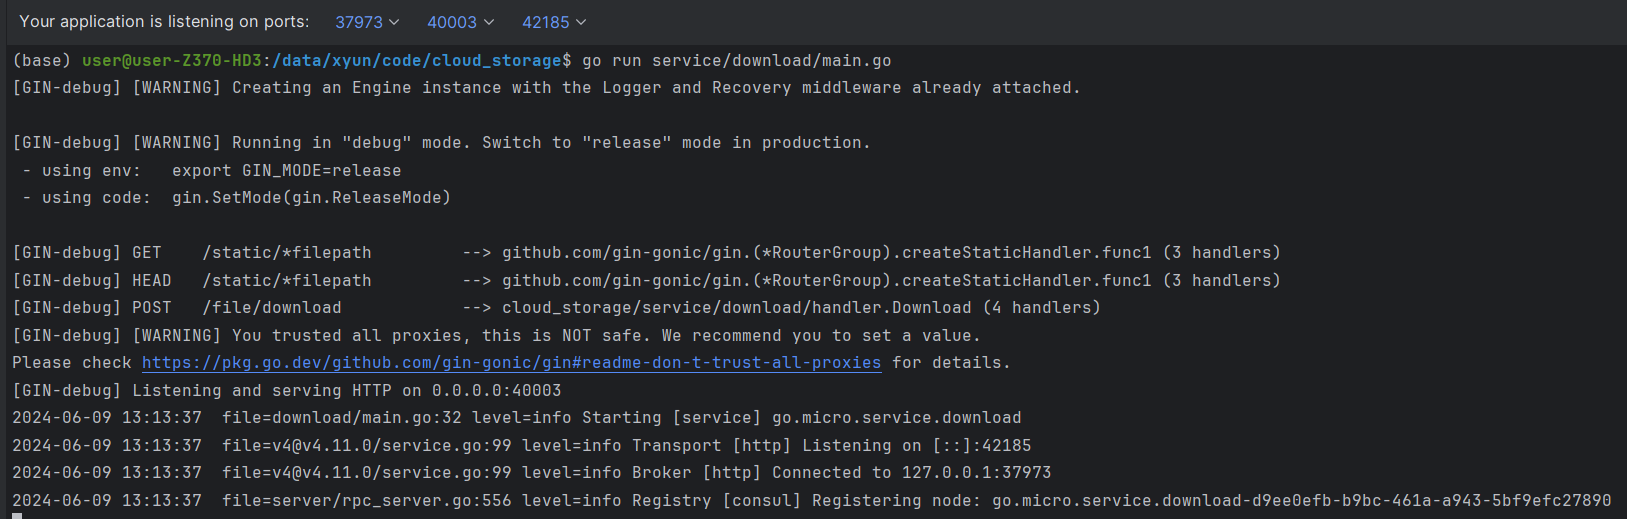 Your application is listening on ports: 37973 40003 42185
(base) user@user-Z370-HD3:/data/xyun/code/cloud_storage$ go run service/download/main.go
[GIN-debug] [WARNING] Creating an Engine instance with the Logger and Recovery middleware already attached.
[GIN-debug] [WARNING] Running in "debug" mode. Switch to "release" mode in production.
- using env: export GIN_MODE=release
- using code: gin.SetMode(gin.ReleaseMode)
[GIN-debug] GET /static/*filepath --> github.com/gin-gonic/gin.(*RouterGroup).createStaticHandler.func1 (3 handlers)
[GIN-debug] HEAD /static/*filepath --> github.com/gin-gonic/gin.(*RouterGroup).createStaticHandler.func1 (3 handlers)
[GIN-debug] POST /file/download --> cloud_storage/service/download/handler.Download (4 handlers)
[GIN-debug] [WARNING] You trusted all proxies, this is NOT safe. We recommend you to set a value.
Please check https://pkg.go.dev/github.com/gin-gonic/gin#readme-don-t-trust-all-proxies for details.
[GIN-debug] Listening and serving HTTP on 0.0.0.0:40003
2024-06-09 13:13:37 file=download/main.go:32 level=info Starting [service] go.micro.service.download
2024-06-09 13:13:37 file=v4@v4.11.0/service.go:99 level=info Transport [http] Listening on [::]:42185
2024-06-09 13:13:37 file=v4@v4.11.0/service.go:99 level=info Broker [http] Connected to 127.0.0.1:37973
2024-06-09 13:13:37 file=server/rpc_server.go:556 level=info Registry [consul] Registering node: go.micro.service.download-d9ee0efb-b9bc-461a-a943-5bf9efc27890